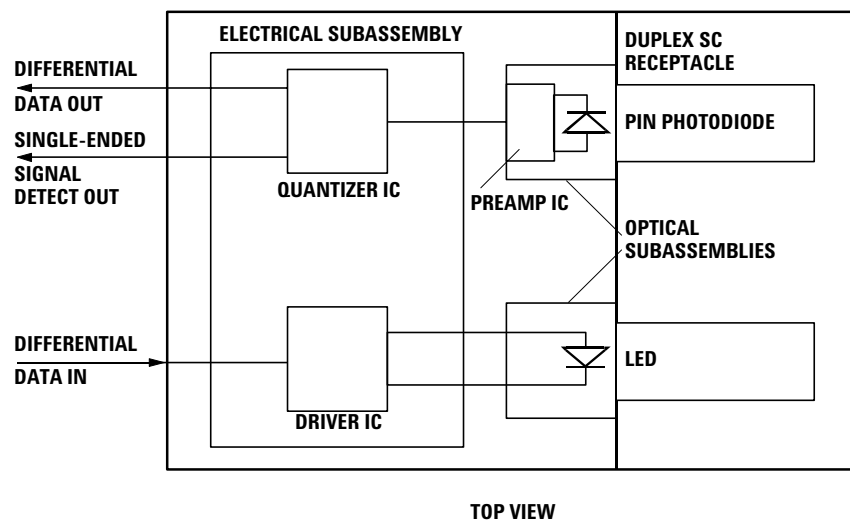 ELECTRICAL SUBASSEMBLY
DUPLEX SC
RECEPTACLE
DIFFERENTIAL
DATA OUT
SINGLE-ENDED
SIGNAL
DETECT OUT
QUANTIZER IC
PREAMP IC
PIN PHOTODIODE
OPTICAL
SUBASSEMBLIES
DIFFERENTIAL
DATA IN
DRIVER IC
LED
TOP VIEW